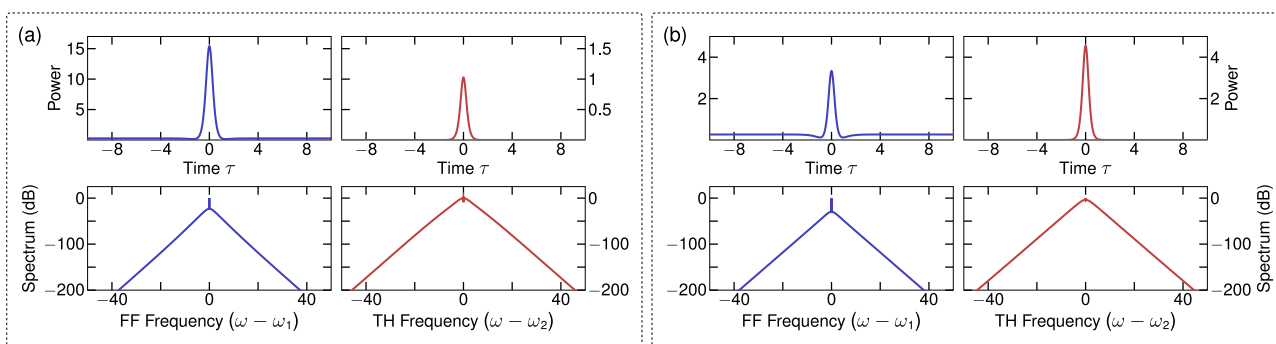 (a)
Power
15
10
5
−8 −4 0 4 8
Time τ
1.5
1
0.5
−8 −4 0 4 8
Time τ
Spectrum (dB)
0
−100
−200
−40 0 40
FF Frequency (ω − ω₁)
0
−100
−200
−40 0 40
TH Frequency (ω − ω₂)
(b)
4
2
−8 −4 0 4 8
Time τ
4
2
Power
−8 −4 0 4 8
Time τ
0
−100
−200
−40 0 40
FF Frequency (ω − ω₁)
0
−100
−200
Spectrum (dB)
−40 0 40
TH Frequency (ω − ω₂)